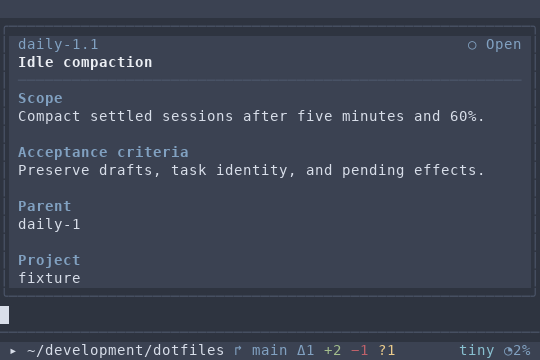 daily-1.1 ○ Open
Idle compaction
Scope
Compact settled sessions after five minutes and 60%.
Acceptance criteria
Preserve drafts, task identity, and pending effects.
Parent
daily-1
Project
fixture
▸ ~/development/dotfiles ↱ main Δ1 +2 −1 ?1 tiny ◔2%